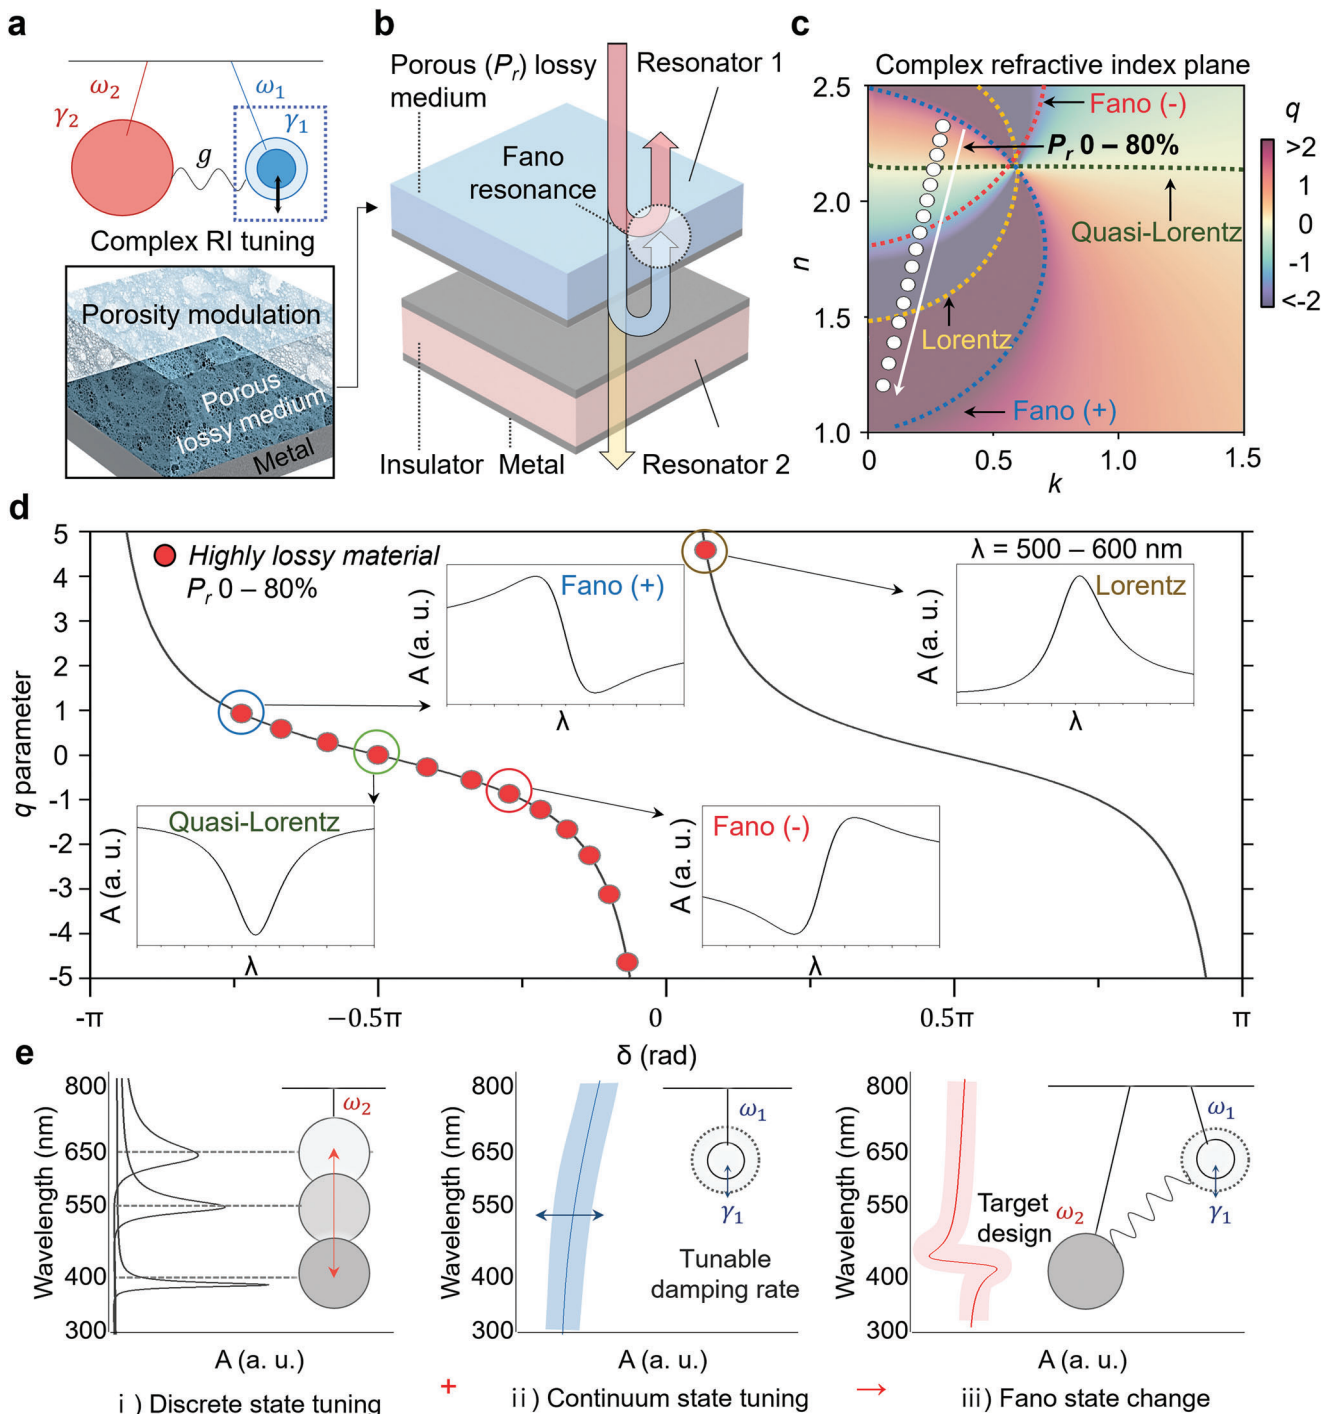 a
ω₂
ω₁
γ₂
γ₁
g
Complex RI tuning
Porosity modulation
Porous
lossy medium
Metal
b
Porous (Pᵣ) lossy
medium
Resonator 1
Fano
resonance
Insulator
Metal
Resonator 2
c
Complex refractive index plane
2.5
2.0
1.5
1.0
n
0
0.5
1.0
1.5
k
Fano (-)
Pᵣ 0 – 80%
Quasi-Lorentz
Lorentz
Fano (+)
q
>2
1
0
-1
<-2
d
5
4
3
2
1
0
-1
-2
-3
-4
-5
q parameter
Highly lossy material
Pᵣ 0 – 80%
λ = 500 – 600 nm
A (a. u.)
Fano (+)
λ
A (a. u.)
Lorentz
λ
A (a. u.)
Quasi-Lorentz
λ
A (a. u.)
Fano (-)
λ
-π
−0.5π
0
0.5π
π
δ (rad)
e
Wavelength (nm)
800
650
550
400
300
ω₂
A (a. u.)
i ) Discrete state tuning
+
Wavelength (nm)
800
650
550
400
300
ω₁
γ₁
Tunable
damping rate
A (a. u.)
ii ) Continuum state tuning
→
Wavelength (nm)
800
650
550
400
300
ω₁
γ₁
Target
design
ω₂
A (a. u.)
iii ) Fano state change